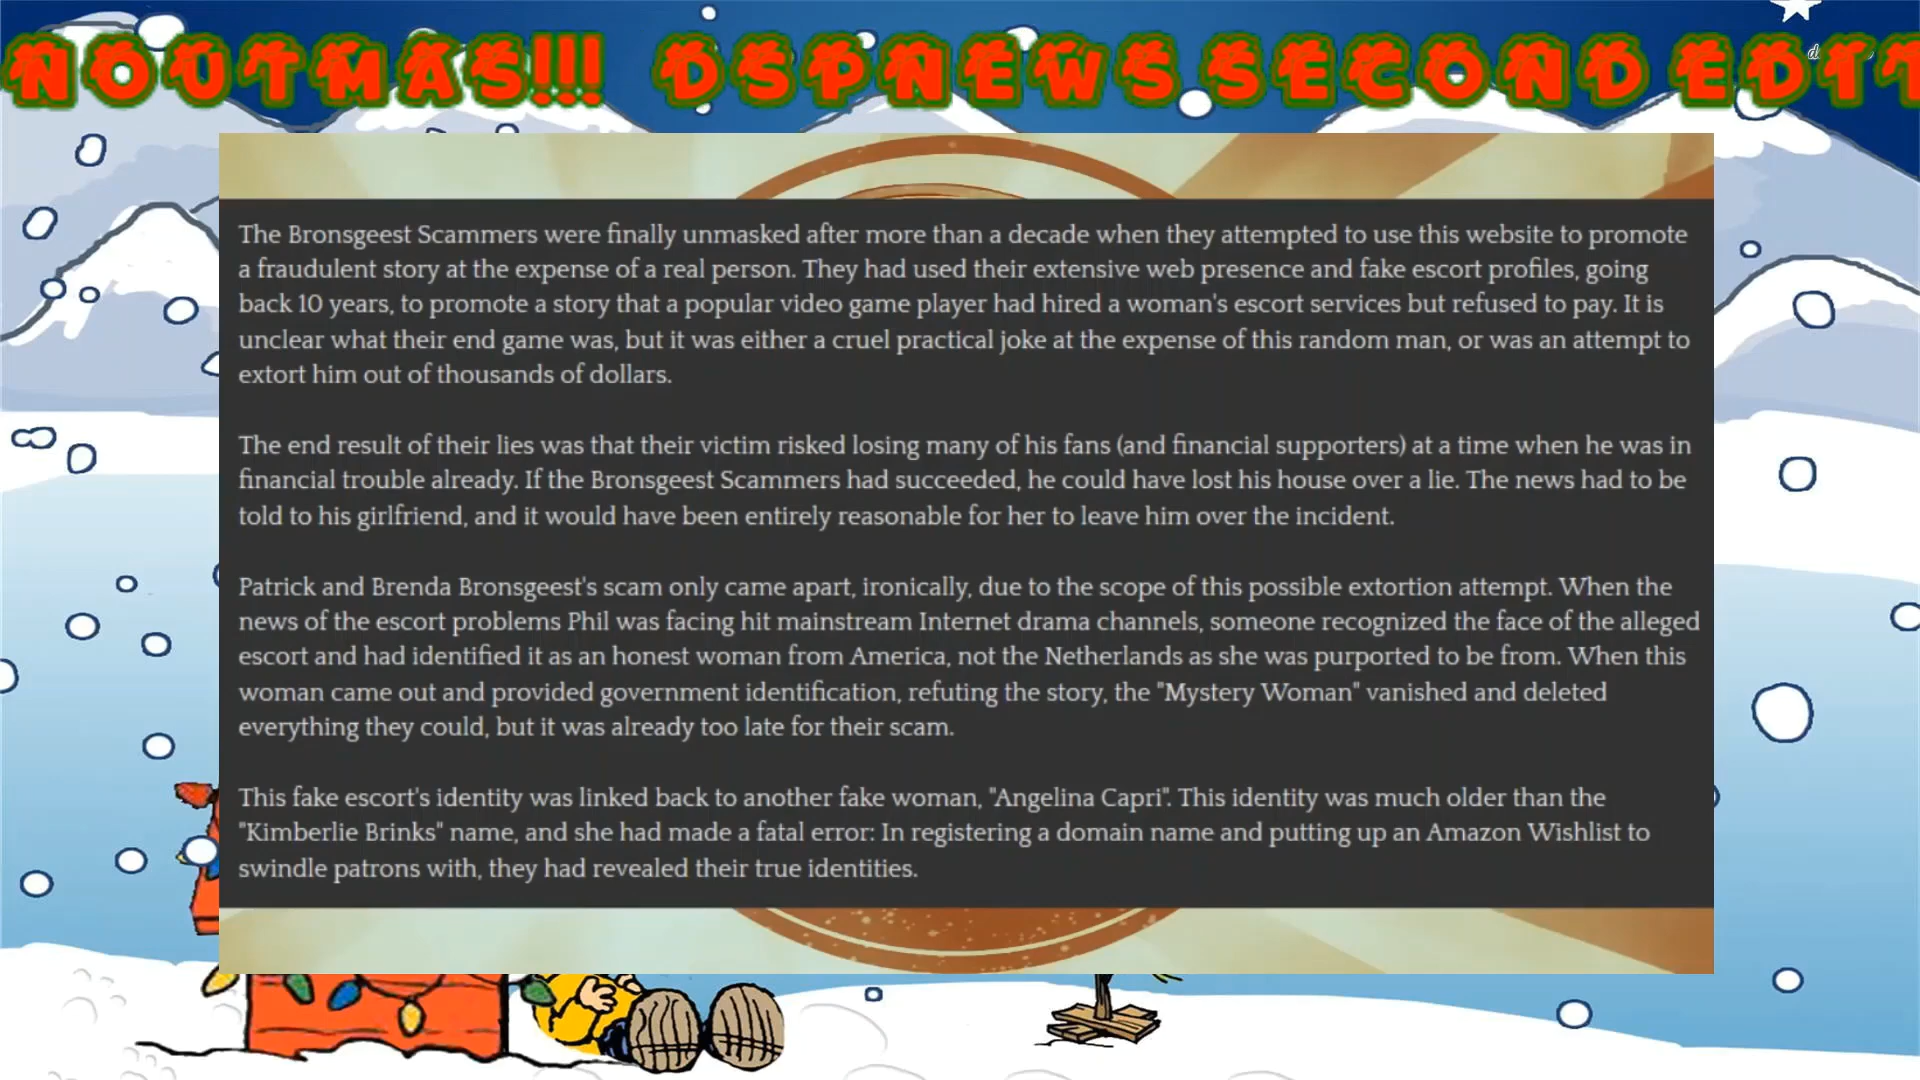 NOUTMAS!!! DSPNEWS SECOND EDIT
The Bronsgeest Scammers were finally unmasked after more than a decade when they attempted to use this website to promote
a fraudulent story at the expense of a real person. They had used their extensive web presence and fake escort profiles, going
back 10 years, to promote a story that a popular video game player had hired a woman's escort services but refused to pay. It is
unclear what their end game was, but it was either a cruel practical joke at the expense of this random man, or was an attempt to
extort him out of thousands of dollars.
The end result of their lies was that their victim risked losing many of his fans (and financial supporters) at a time when he was in
financial trouble already. If the Bronsgeest Scammers had succeeded, he could have lost his house over a lie. The news had to be
told to his girlfriend, and it would have been entirely reasonable for her to leave him over the incident.
Patrick and Brenda Bronsgeest's scam only came apart, ironically, due to the scope of this possible extortion attempt. When the
news of the escort problems Phil was facing hit mainstream Internet drama channels, someone recognized the face of the alleged
escort and had identified it as an honest woman from America, not the Netherlands as she was purported to be from. When this
woman came out and provided government identification, refuting the story, the "Mystery Woman" vanished and deleted
everything they could, but it was already too late for their scam.
This fake escort's identity was linked back to another fake woman, "Angelina Capri". This identity was much older than the
"Kimberlie Brinks" name, and she had made a fatal error: In registering a domain name and putting up an Amazon Wishlist to
swindle patrons with, they had revealed their true identities.